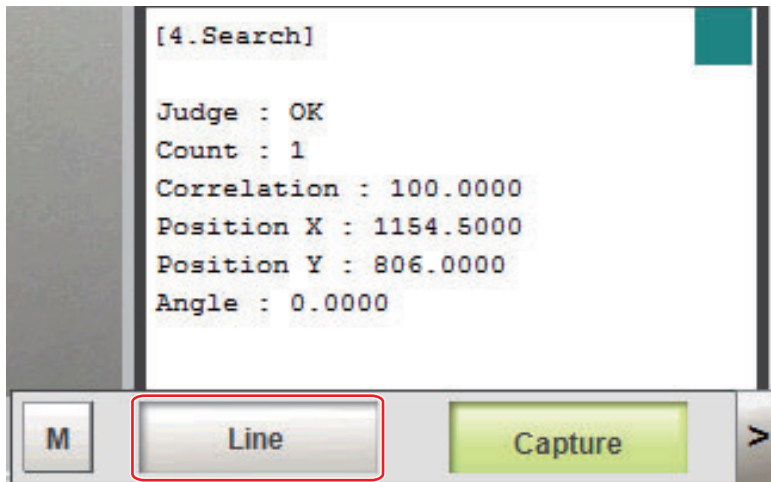 [4.Search]
Judge : OK
Count : 1
Correlation : 100.0000
Position X : 1154.5000
Position Y : 806.0000
Angle : 0.0000
M Line Capture >